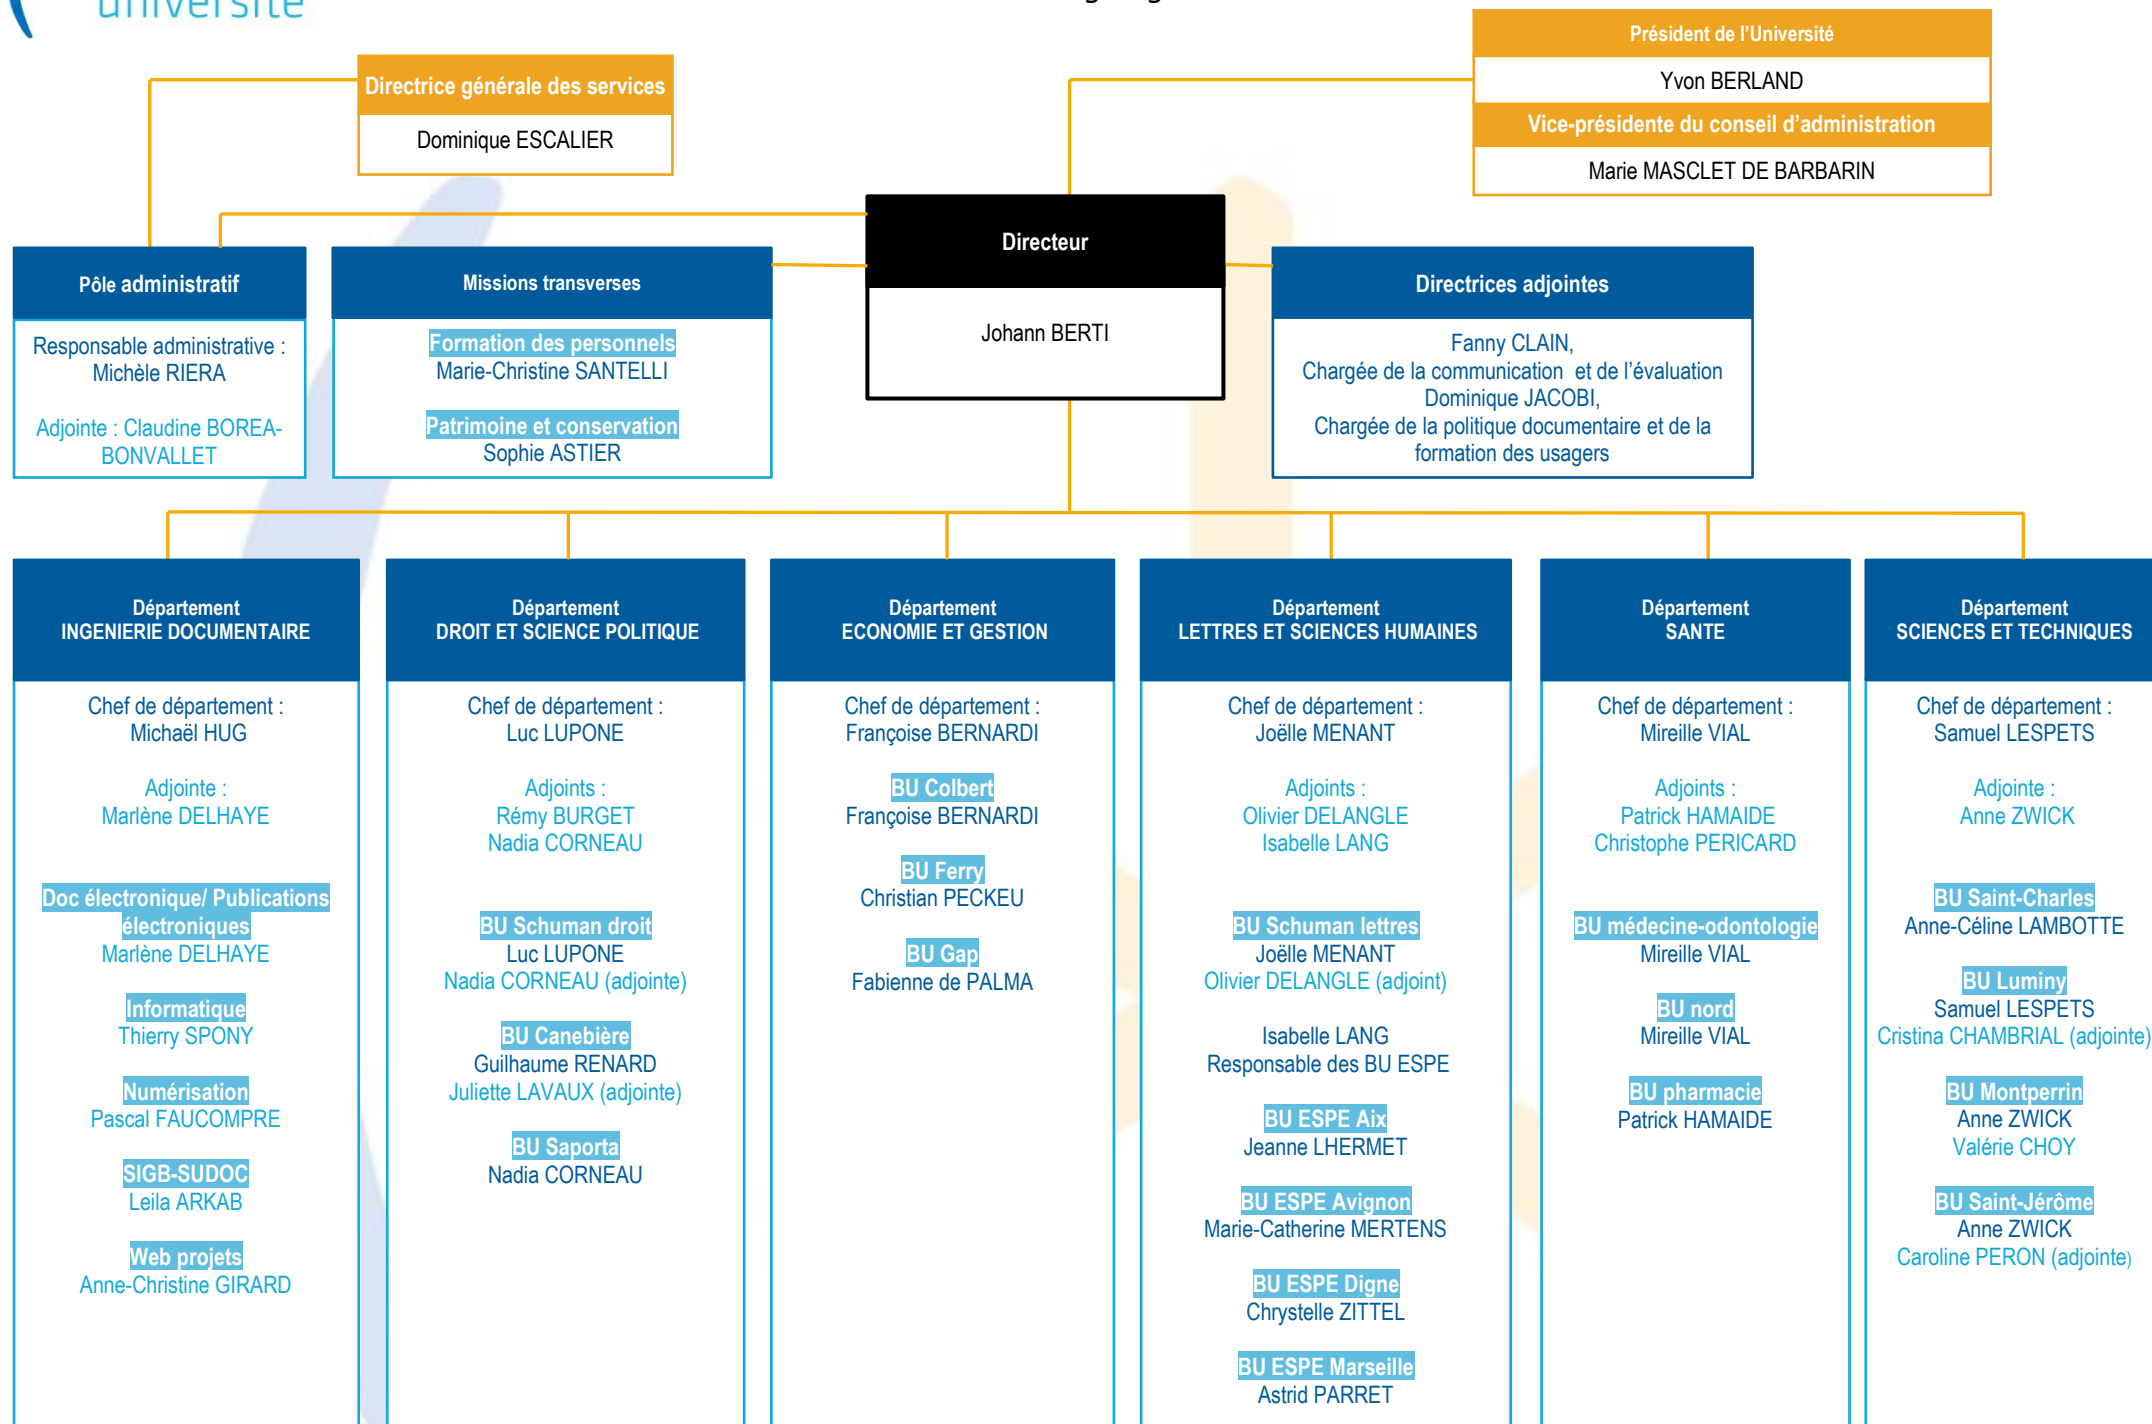 université
Président de l'Université
Yvon BERLAND
Vice-présidente du conseil d'administration
Marie MASCLET DE BARBARIN
Directrice générale des services
Dominique ESCALIER
Directeur
Johann BERTI
Pôle administratif
Responsable administrative :
Michèle RIERA
Adjointe : Claudine BOREA-
BONVALLET
Missions transverses
Formation des personnels
Marie-Christine SANTELLI
Patrimoine et conservation
Sophie ASTIER
Directrices adjointes
Fanny CLAIN,
Chargée de la communication et de l'évaluation
Dominique JACOBI,
Chargée de la politique documentaire et de la
formation des usagers
Département
INGENIERIE DOCUMENTAIRE
Chef de département :
Michaël HUG
Adjointe :
Marlène DELHAYE
Doc électronique/ Publications
électroniques
Marlène DELHAYE
Informatique
Thierry SPONY
Numérisation
Pascal FAUCOMPRE
SIGB-SUDOC
Leila ARKAB
Web projets
Anne-Christine GIRARD
Département
DROIT ET SCIENCE POLITIQUE
Chef de département :
Luc LUPONE
Adjoints :
Rémy BURGET
Nadia CORNEAU
BU Schuman droit
Luc LUPONE
Nadia CORNEAU (adjointe)
BU Canebière
Guilhaume RENARD
Juliette LAVAUX (adjointe)
BU Saporta
Nadia CORNEAU
Département
ECONOMIE ET GESTION
Chef de département :
Françoise BERNARDI
BU Colbert
Françoise BERNARDI
BU Ferry
Christian PECKEU
BU Gap
Fabienne de PALMA
Département
LETTRES ET SCIENCES HUMAINES
Chef de département :
Joëlle MENANT
Adjoints :
Olivier DELANGLE
Isabelle LANG
BU Schuman lettres
Joëlle MENANT
Olivier DELANGLE (adjoint)
Isabelle LANG
Responsable des BU ESPE
BU ESPE Aix
Jeanne LHERMET
BU ESPE Avignon
Marie-Catherine MERTENS
BU ESPE Digne
Chrystelle ZITTEL
BU ESPE Marseille
Astrid PARRET
Département
SANTE
Chef de département :
Mireille VIAL
Adjoints :
Patrick HAMAIDE
Christophe PERICARD
BU médecine-odontologie
Mireille VIAL
BU nord
Mireille VIAL
BU pharmacie
Patrick HAMAIDE
Département
SCIENCES ET TECHNIQUES
Chef de département :
Samuel LESPETS
Adjointe :
Anne ZWICK
BU Saint-Charles
Anne-Céline LAMBOTTE
BU Luminy
Samuel LESPETS
Cristina CHAMBRIAL (adjointe)
BU Montperrin
Anne ZWICK
Valérie CHOY
BU Saint-Jérôme
Anne ZWICK
Caroline PERON (adjointe)